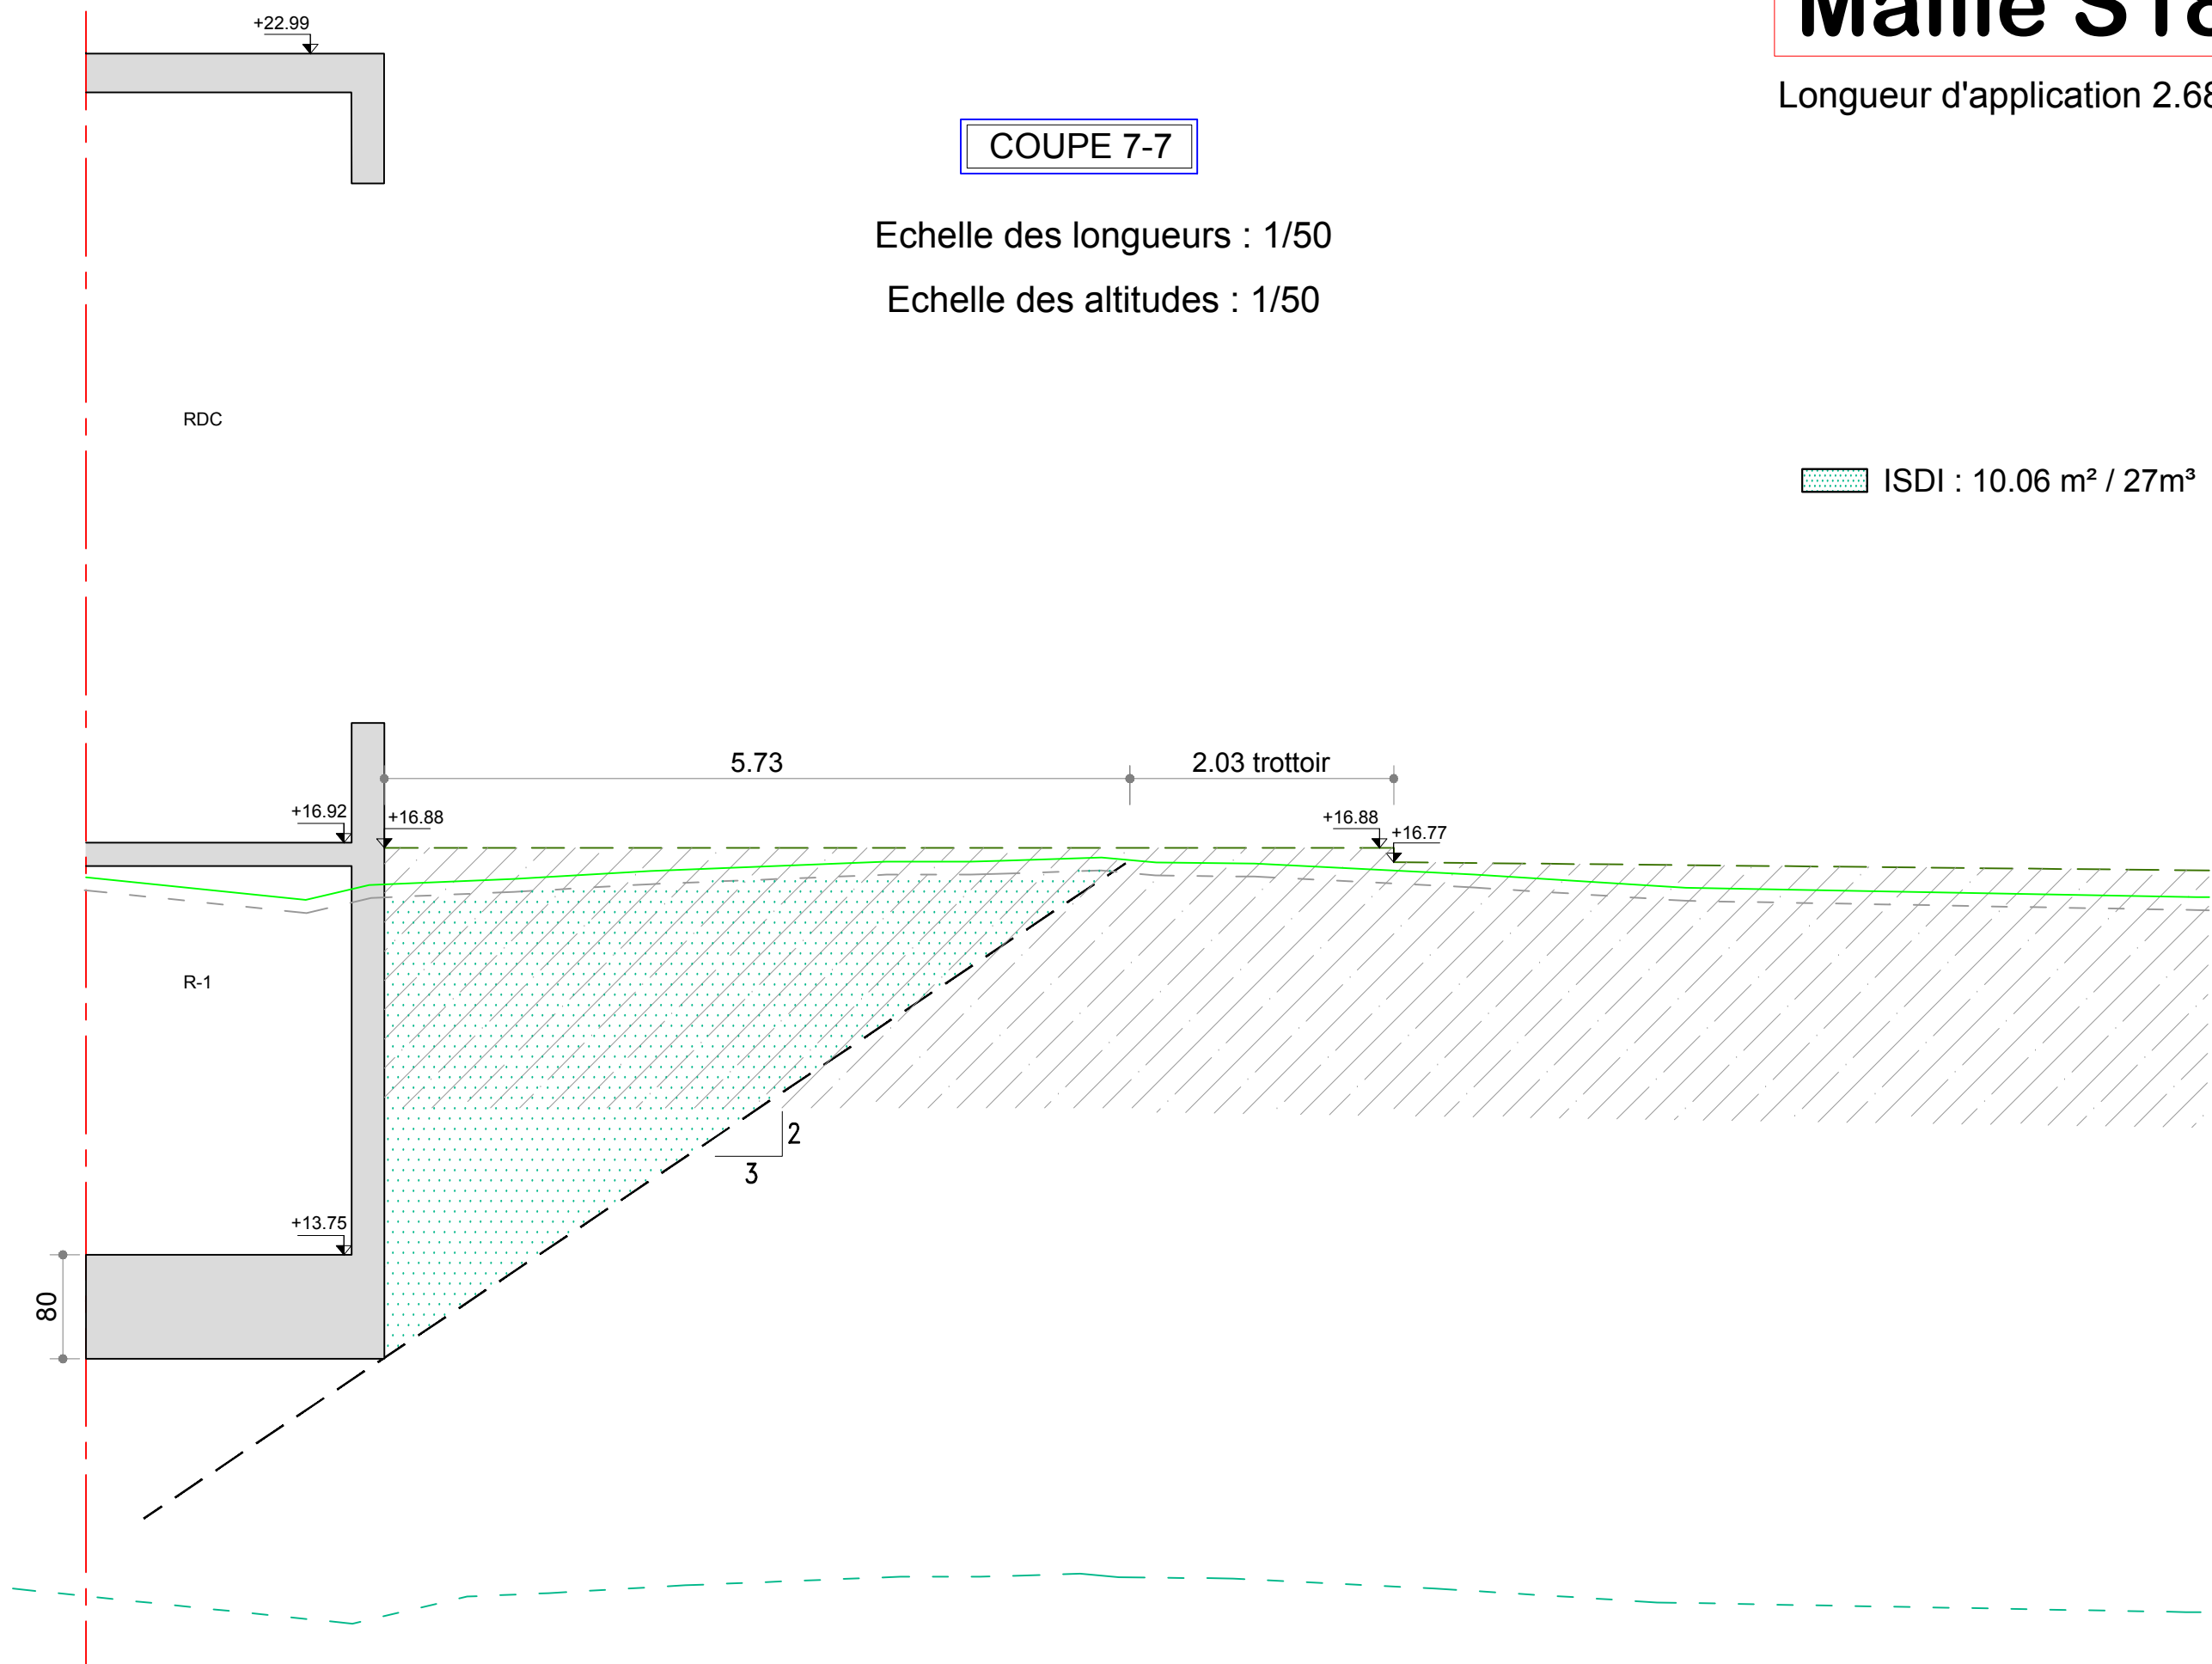 +22.99
Maille S18
Longueur d'application 2.68
COUPE 7-7
Echelle des longueurs : 1/50
Echelle des altitudes : 1/50
RDC
ISDI : 10.06 m² / 27m³
5.73
2.03 trottoir
+16.92
+16.88
+16.88
+16.77
R-1
2
3
+13.75
80